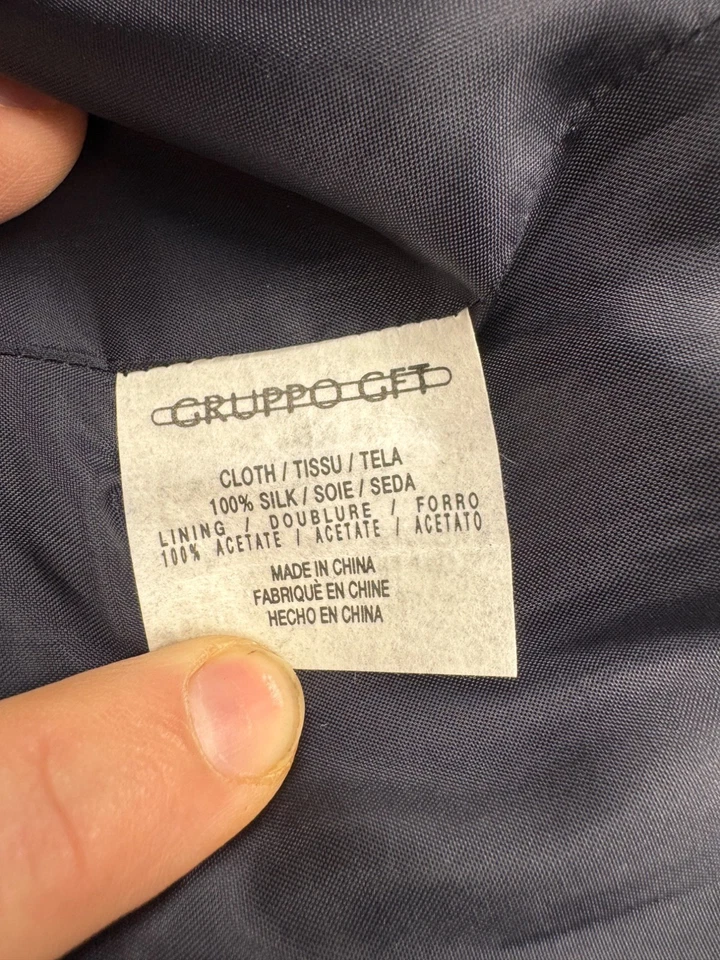 GRUPPO GFT
CLOTH / TISSU / TELA
100% SILK / SOIE / SEDA
LINING / DOUBLURE / FORRO
100% ACETATE / ACETATE / ACETATO
MADE IN CHINA
FABRIQUÈ EN CHINE
HECHO EN CHINA